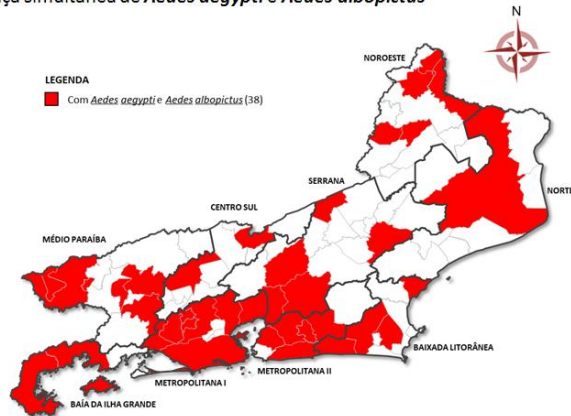 ça simultânea de Aedes aegypti e Aedes albopictus
N
LEGENDA
Com Aedes aegypti e Aedes albopictus (38)
NOROESTE
NORTE
SERRANA
CENTRO SUL
MÉDIO PARAÍBA
BAIXADA LITORÂNEA
METROPOLITANA II
METROPOLITANA I
BAÍA DA ILHA GRANDE